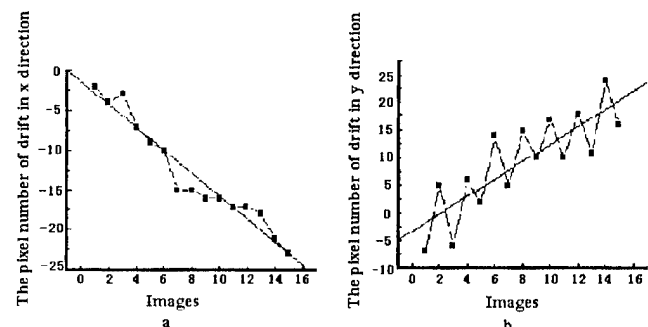 The pixel number of drift in x direction
0
-5
-10
-15
-20
-25
0 2 4 6 8 10 12 14 16
Images
a
The pixel number of drift in y direction
25
20
15
10
5
0
-5
-10
0 2 4 6 8 10 12 14 16
Images
b